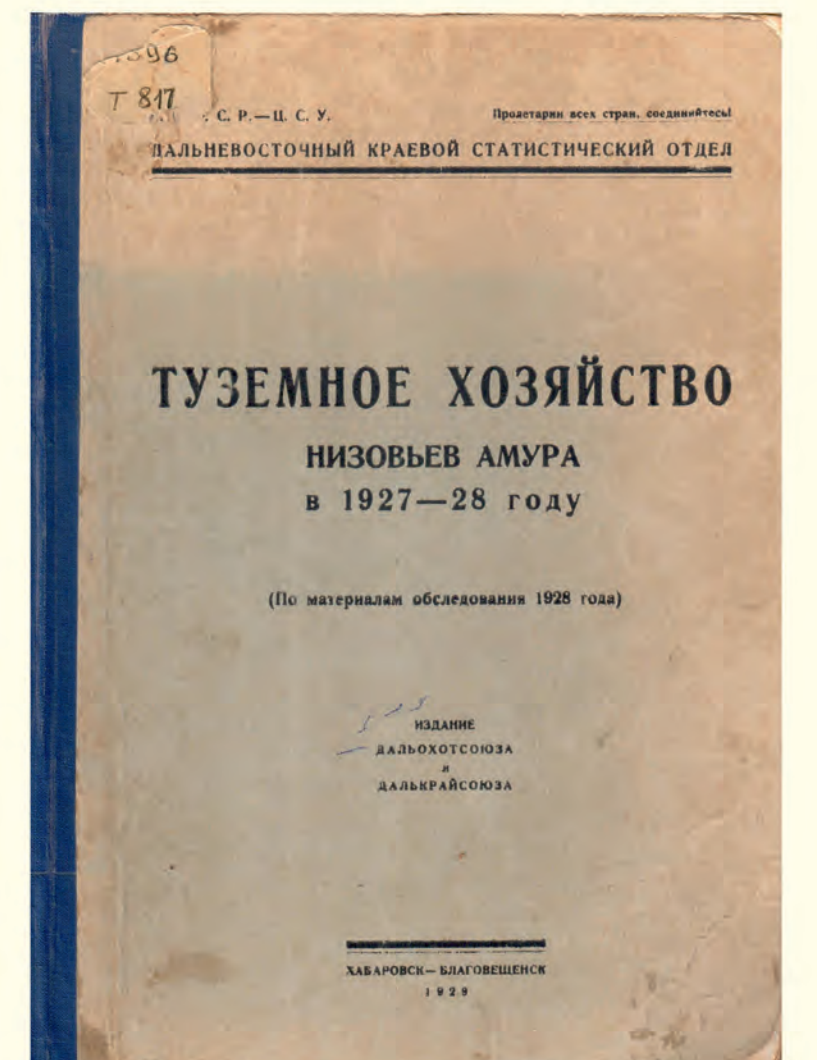 96
Т 817
С. Р.—Ц. С. У.
Пролетарии всех стран, соединяйтесь!
ДАЛЬНЕВОСТОЧНЫЙ КРАЕВОЙ СТАТИСТИЧЕСКИЙ ОТДЕЛ
ТУЗЕМНОЕ ХОЗЯЙСТВО
НИЗОВЬЕВ АМУРА
в 1927—28 году
(По материалам обследования 1928 года)
ИЗДАНИЕ
ДАЛЬОХОТСОЮЗА
и
ДАЛЬКРАЙСОЮЗА
ХАБАРОВСК—БЛАГОВЕЩЕНСК
1929